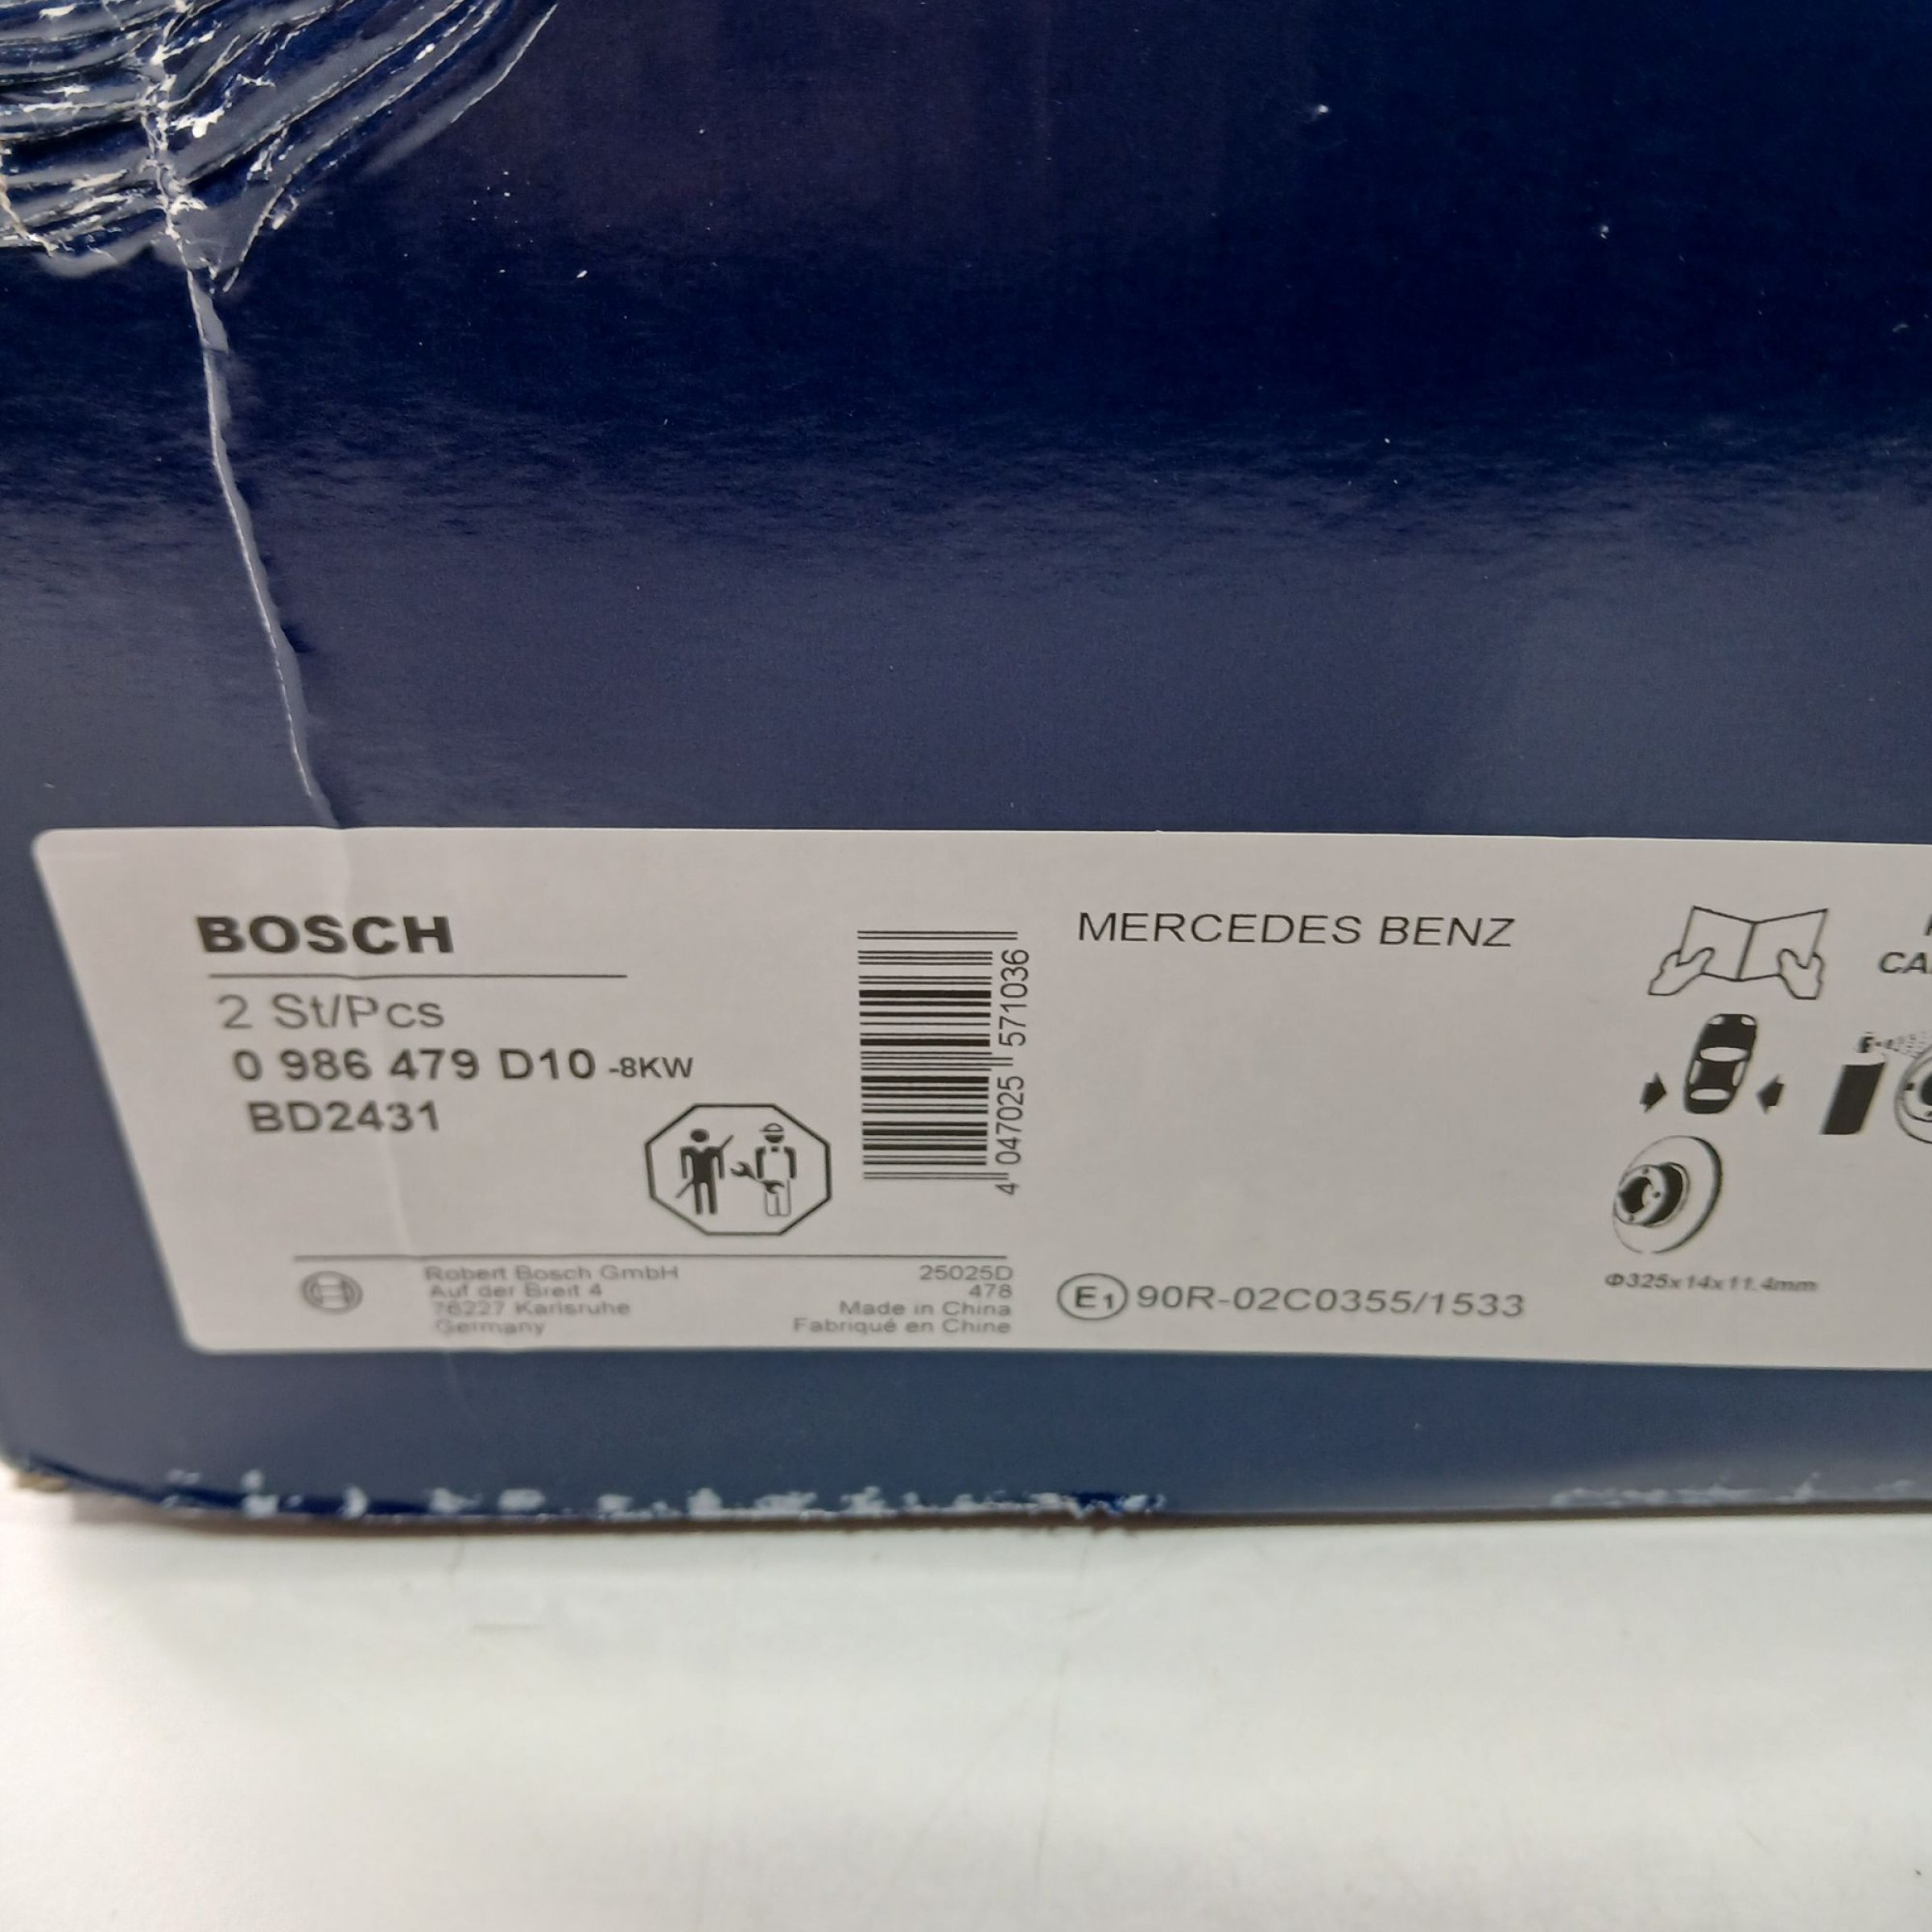 BOSCH
2 St/Pcs
0 986 479 D10 -8KW
BD2431
4 047025 571036
Robert Bosch GmbH
Auf der Breit 4
76227 Karlsruhe
Germany
25025D
478
Made in China
Fabriqué en Chine
MERCEDES BENZ
E1 90R-02C0355/1533
Φ325x14x11.4mm